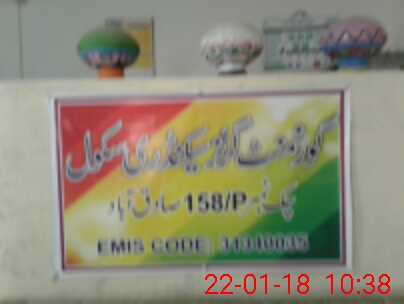 گورنمنٹ گرلز سیکنڈری سکول
چک نمبر 158/P صادق آباد
EMIS CODE: 31340035
22-01-18 10:38